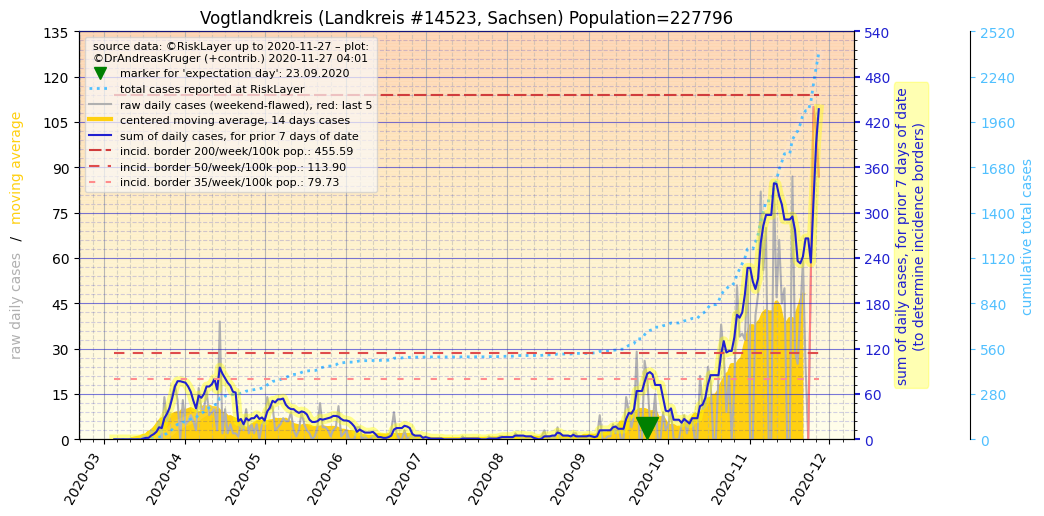 Vogtlandkreis (Landkreis #14523, Sachsen) Population=227796
source data: ©RiskLayer up to 2020-11-27 – plot:
©DrAndreasKruger (+contrib.) 2020-11-27 04:01
marker for 'expectation day': 23.09.2020
total cases reported at RiskLayer
raw daily cases (weekend-flawed), red: last 5
centered moving average, 14 days cases
sum of daily cases, for prior 7 days of date
incid. border 200/week/100k pop.: 455.59
incid. border 50/week/100k pop.: 113.90
incid. border 35/week/100k pop.: 79.73
raw daily cases / moving average
135
120
105
90
75
60
45
30
15
0
540
480
420
360
300
240
180
120
60
0
sum of daily cases, for prior 7 days of date
(to determine incidence borders)
2520
2240
1960
1680
1400
1120
840
560
280
0
cumulative total cases
2020-03
2020-04
2020-05
2020-06
2020-07
2020-08
2020-09
2020-10
2020-11
2020-12